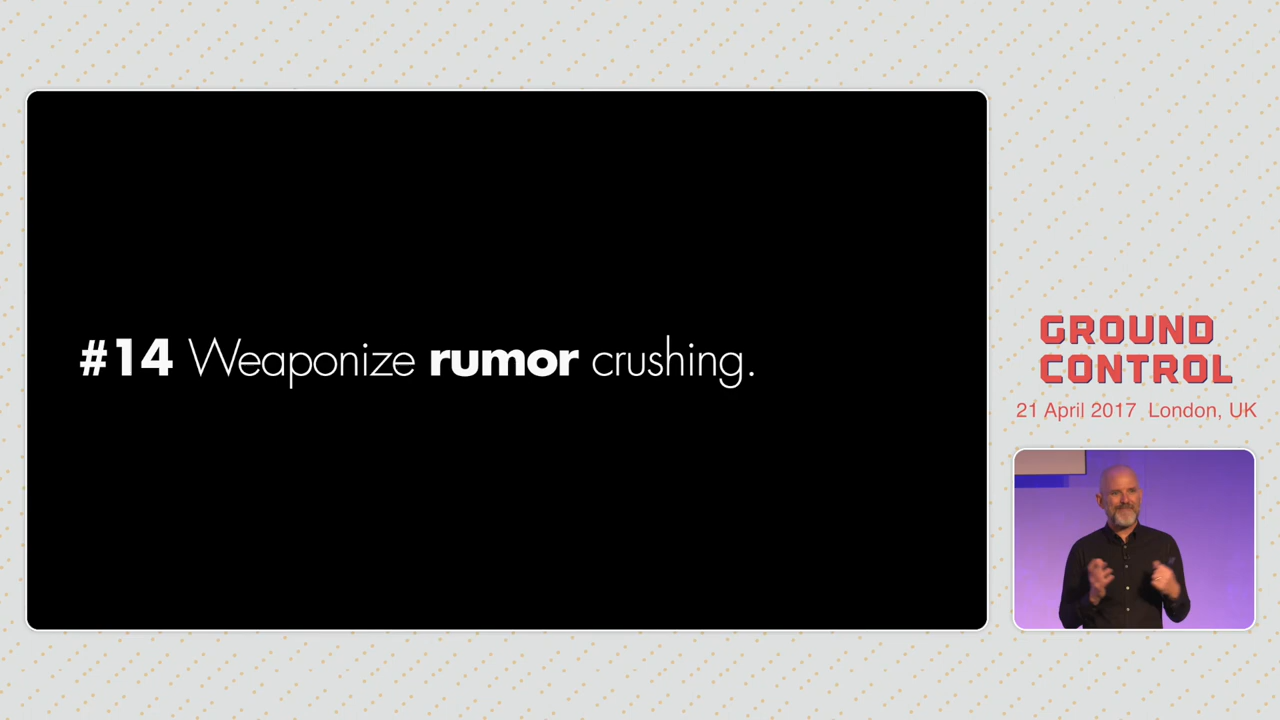 #14 Weaponize rumor crushing.
GROUND
CONTROL
21 April 2017 London, UK